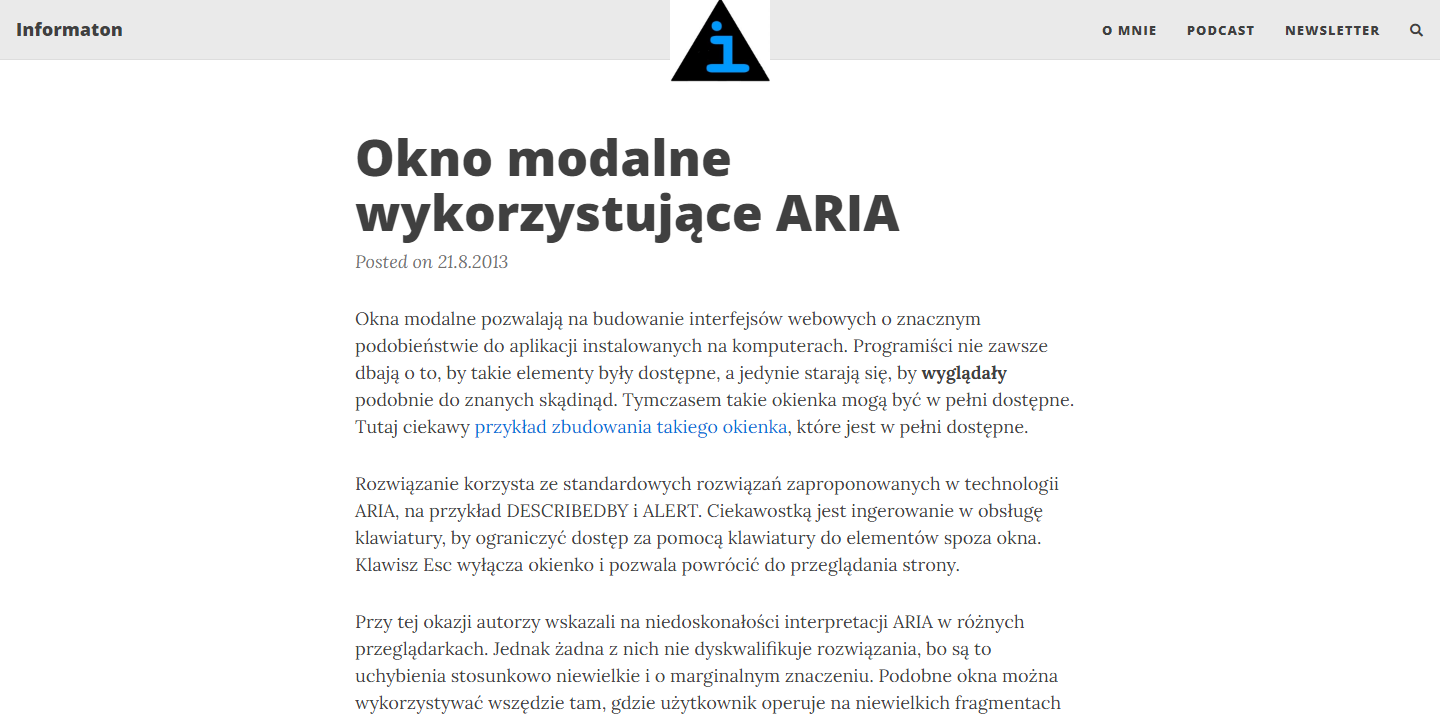 Informaton
i
O MNIE
PODCAST
NEWSLETTER
Okno modalne
wykorzystujące ARIA
Posted on 21.8.2013
Okna modalne pozwalają na budowanie interfejsów webowych o znacznym
podobieństwie do aplikacji instalowanych na komputerach. Programiści nie zawsze
dbają o to, by takie elementy były dostępne, a jedynie starają się, by wyglądały
podobnie do znanych skądinąd. Tymczasem takie okienka mogą być w pełni dostępne.
Tutaj ciekawy przykład zbudowania takiego okienka, które jest w pełni dostępne.
Rozwiązanie korzysta ze standardowych rozwiązań zaproponowanych w technologii
ARIA, na przykład DESCRIBEDBY i ALERT. Ciekawostką jest ingerowanie w obsługę
klawiatury, by ograniczyć dostęp za pomocą klawiatury do elementów spoza okna.
Klawisz Esc wyłącza okienko i pozwala powrócić do przeglądania strony.
Przy tej okazji autorzy wskazali na niedoskonałości interpretacji ARIA w różnych
przeglądarkach. Jednak żadna z nich nie dyskwalifikuje rozwiązania, bo są to
uchybienia stosunkowo niewielkie i o marginalnym znaczeniu. Podobne okna można
wykorzystywać wszędzie tam, gdzie użytkownik operuje na niewielkich fragmentach